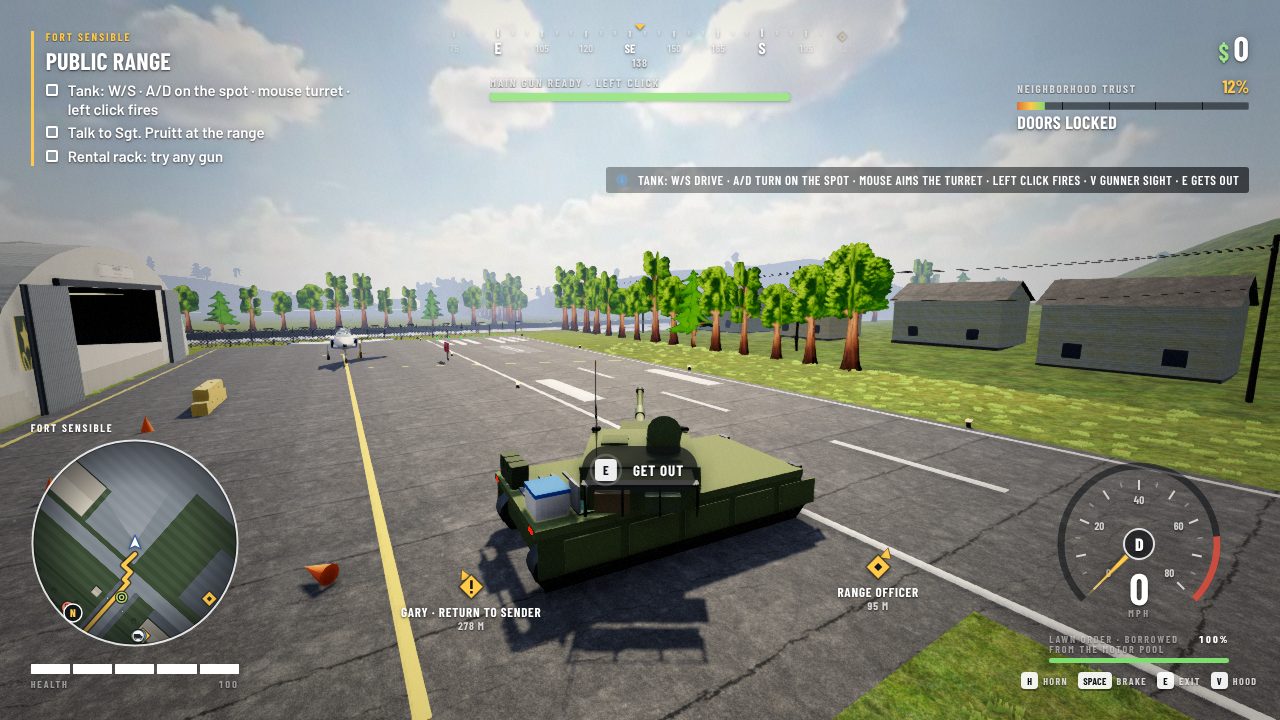 FORT SENSIBLE
PUBLIC RANGE
Tank: W/S · A/D on the spot · mouse turret ·
left click fires
Talk to Sgt. Pruitt at the range
Rental rack: try any gun
75 E 105 120 SE 150 165 S 195
138
MAIN GUN READY · LEFT CLICK
$0
NEIGHBORHOOD TRUST 12%
DOORS LOCKED
TANK: W/S DRIVE · A/D TURN ON THE SPOT · MOUSE AIMS THE TURRET · LEFT CLICK FIRES · V GUNNER SIGHT · E GETS OUT
E GET OUT
FORT SENSIBLE
N
GARY · RETURN TO SENDER
278 M
RANGE OFFICER
95 M
0 20 40 60 80
D
0
MPH
LAWN ORDER · BORROWED
FROM THE MOTOR POOL
100%
HEALTH 100
H HORN SPACE BRAKE E EXIT V HOOD